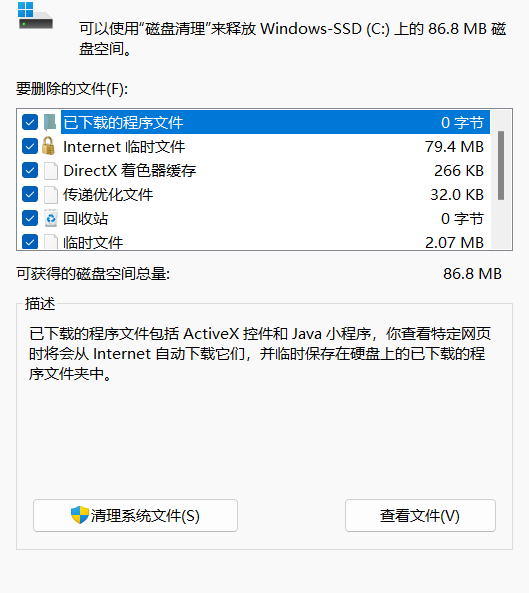 可以使用“磁盘清理”来释放 Windows-SSD (C:) 上的 86.8 MB 磁
盘空间。
要删除的文件(F):
已下载的程序文件 0 字节
Internet 临时文件 79.4 MB
DirectX 着色器缓存 266 KB
传递优化文件 32.0 KB
回收站 0 字节
临时文件 2.07 MB
可获得的磁盘空间总量: 86.8 MB
描述
已下载的程序文件包括 ActiveX 控件和 Java 小程序，你查看特定网页
时将会从 Internet 自动下载它们，并临时保存在硬盘上的已下载的程
序文件夹中。
清理系统文件(S) 查看文件(V)